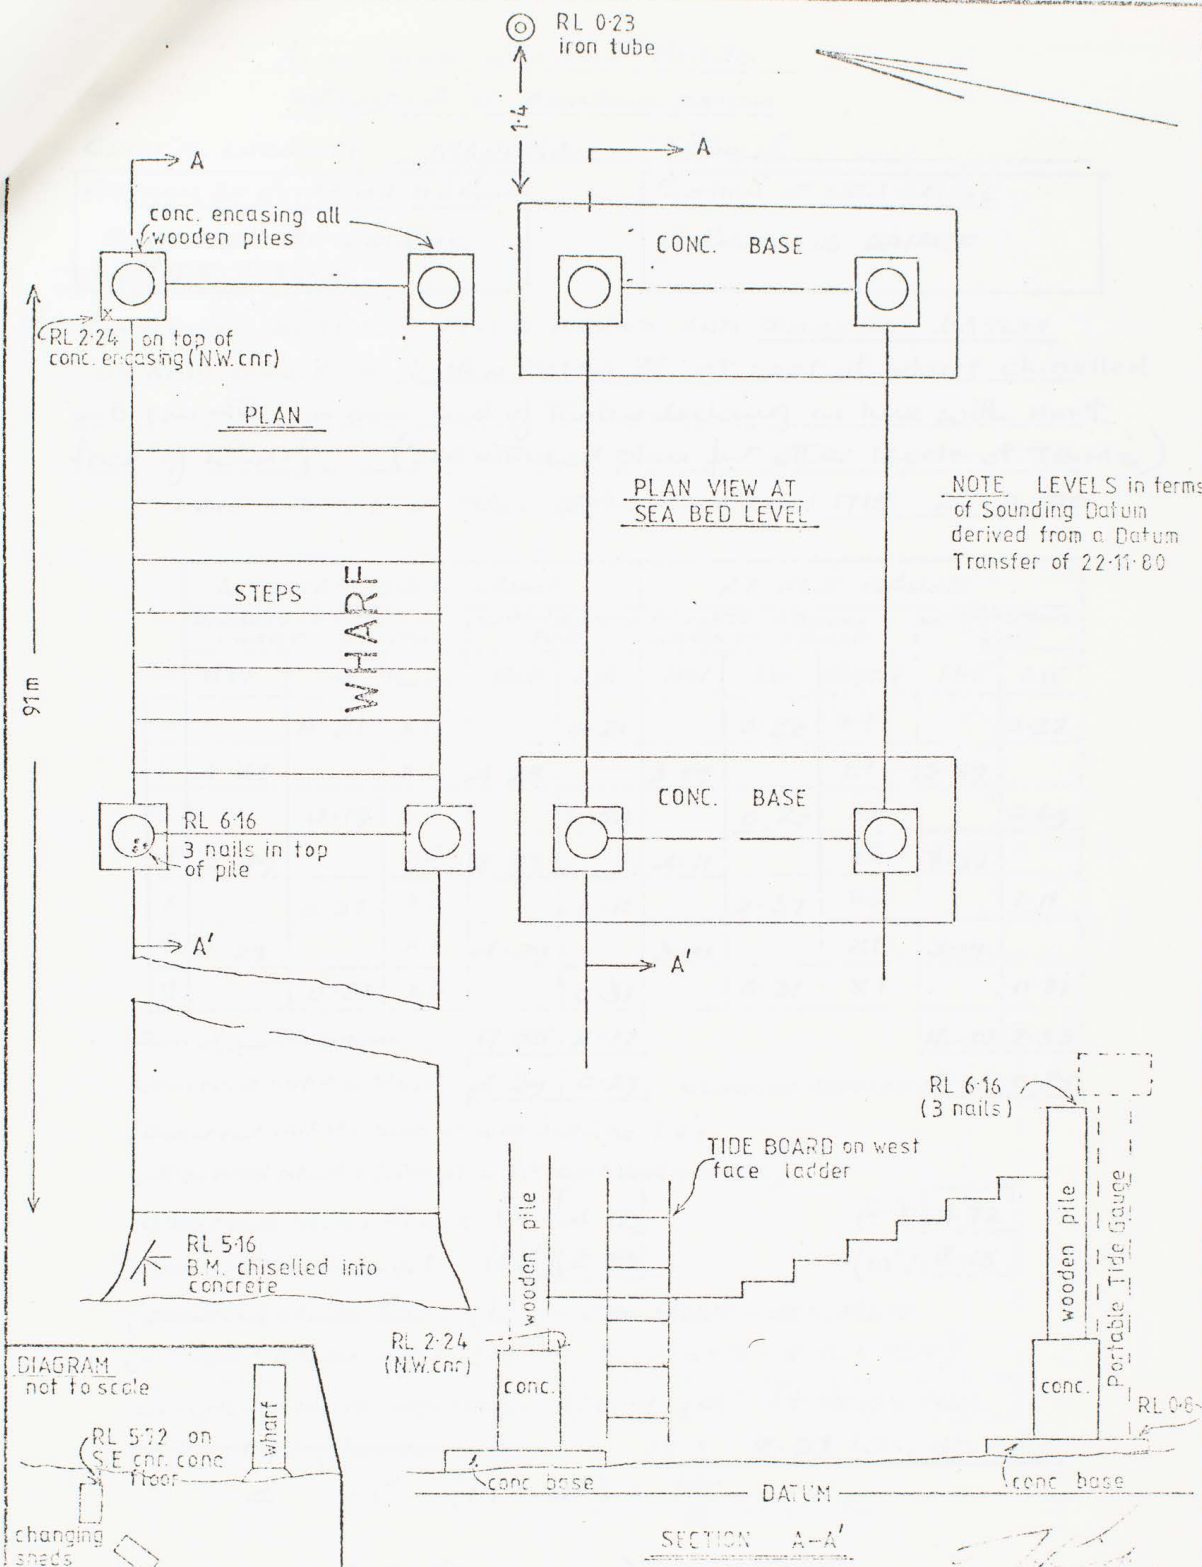 RL 0·23
iron tube
1·4
A
A
conc. encasing all
wooden piles
CONC. BASE
RL 2·24 on top of
conc. encasing (N.W. cnr)
PLAN
PLAN VIEW AT
SEA BED LEVEL
NOTE LEVELS in terms
of Sounding Datum
derived from a Datum
Transfer of 22·11·80
STEPS
WHARF
91m
RL 6·16
3 nails in top
of pile
CONC. BASE
A'
A'
RL 6·16
(3 nails)
TIDE BOARD on west
face ladder
wooden pile
wooden pile
Portable Tide Gauge
RL 5·16
B.M. chiselled into
concrete
RL 2·24
(N.W. cnr)
conc.
conc.
RL 0·8
conc base
conc base
DATUM
SECTION A-A'
DIAGRAM
not to scale
wharf
RL 5·72 on
S.E cnr. conc
floor
changing
sheds